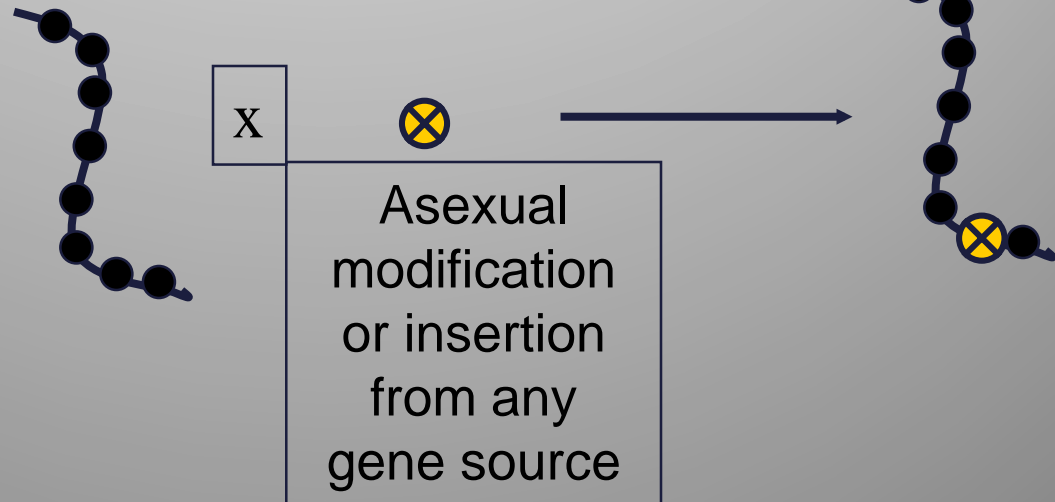 x
Asexual
modification
or insertion
from any
gene source